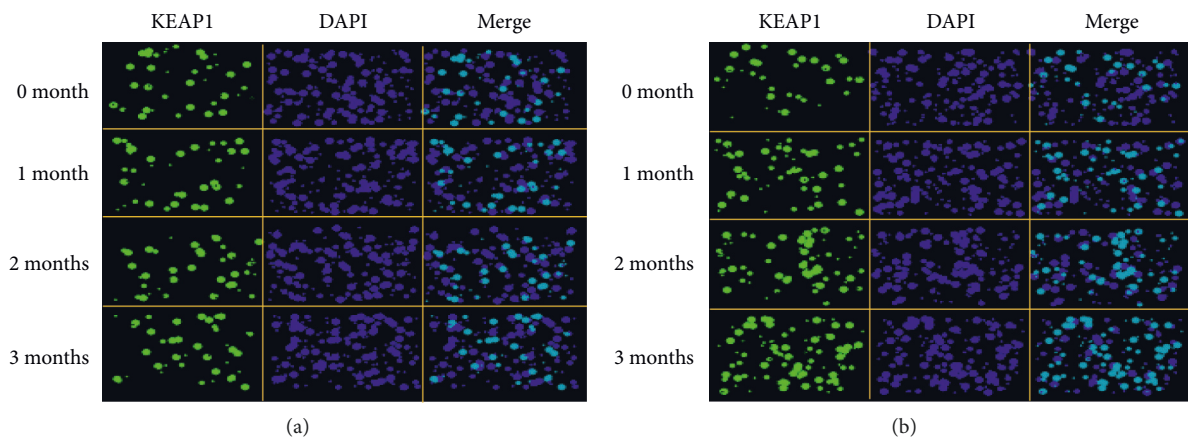 KEAP1 DAPI Merge
0 month
1 month
2 months
3 months
(a)
KEAP1 DAPI Merge
0 month
1 month
2 months
3 months
(b)